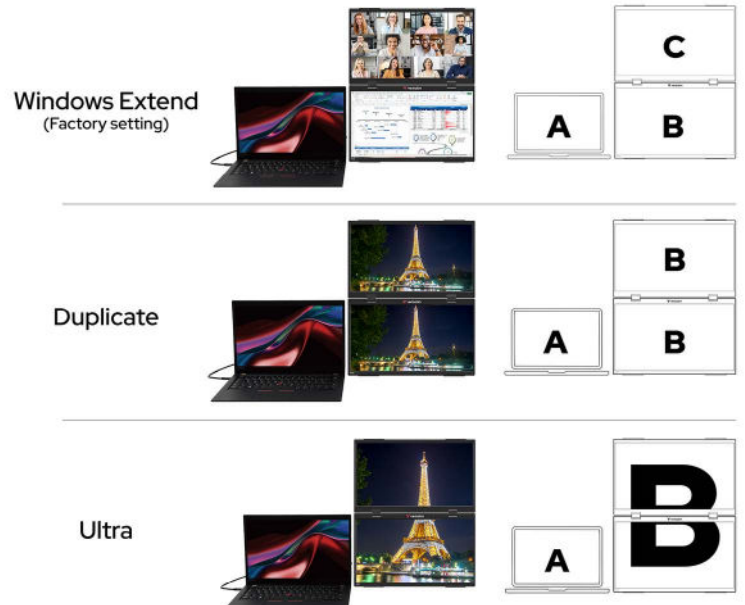 Windows Extend
(Factory setting)
A
C
B
Duplicate
A
B
B
Ultra
A
B